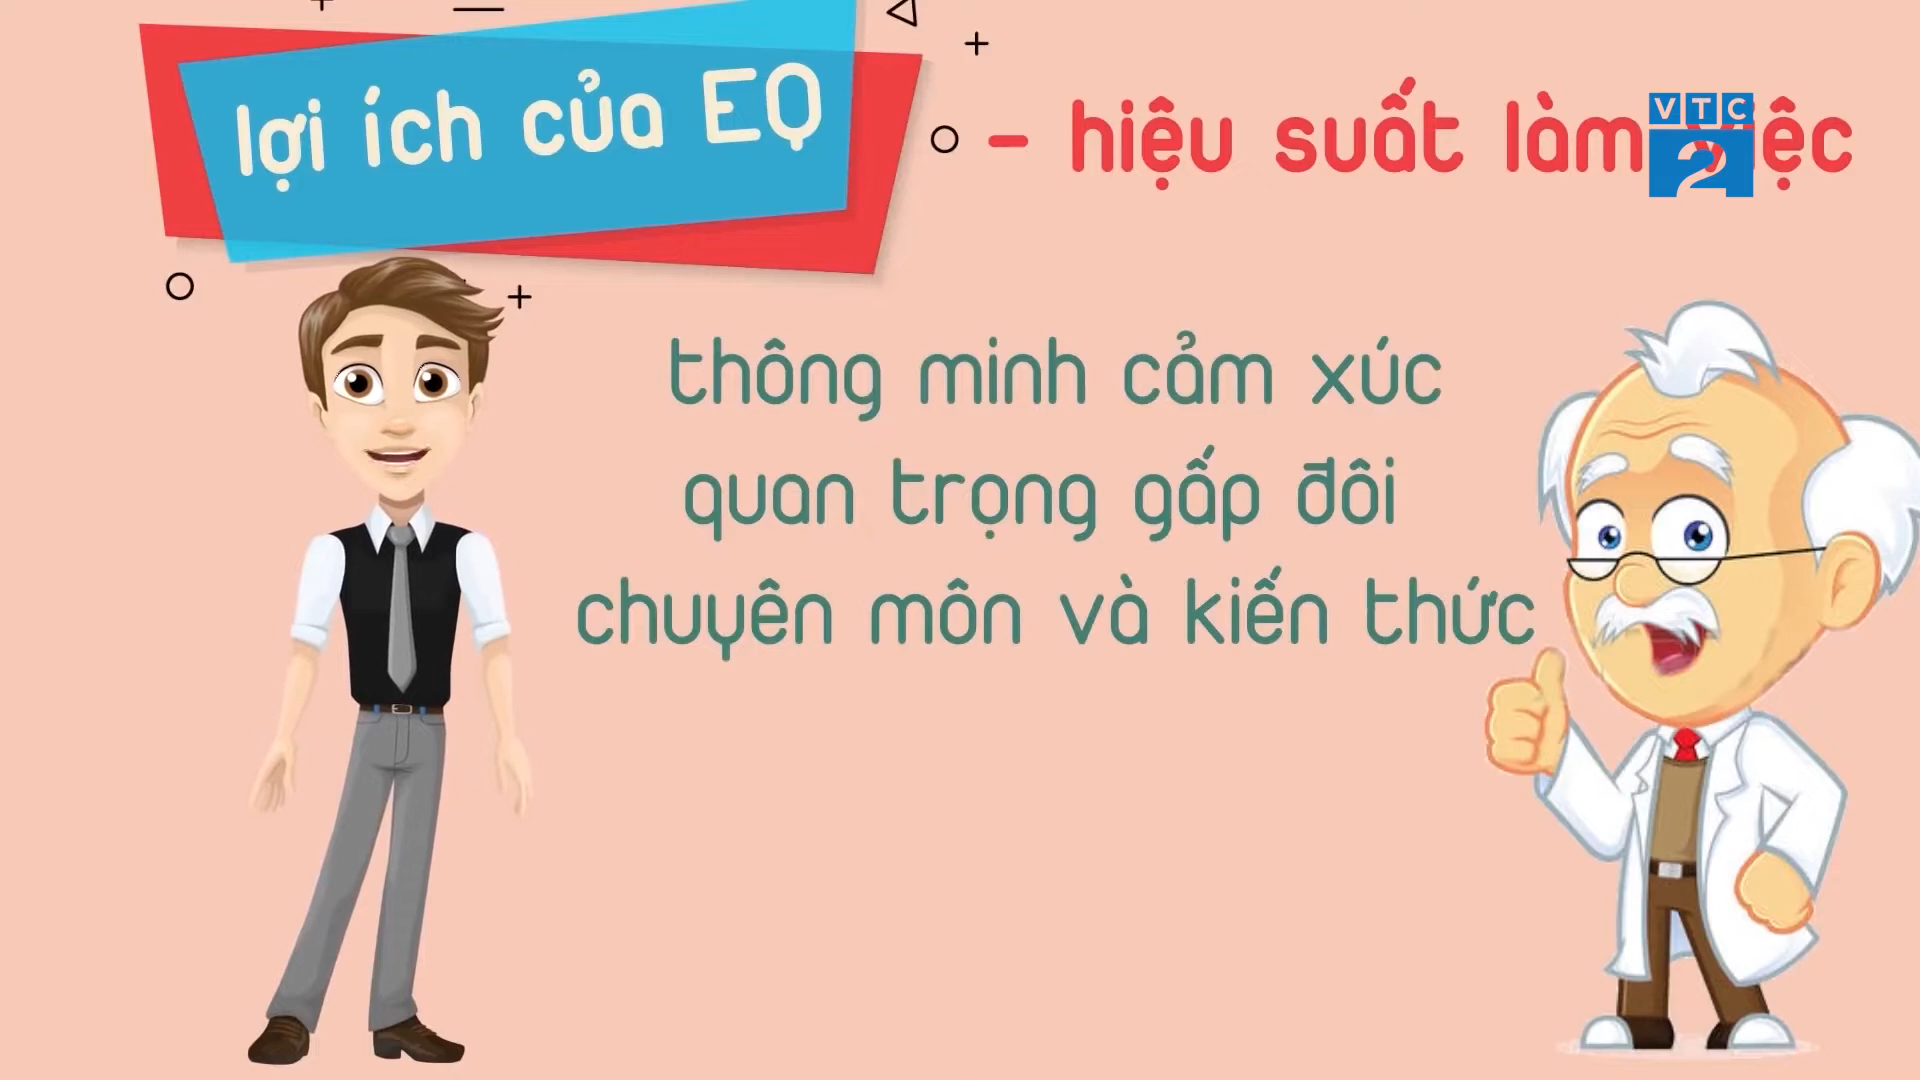 lợi ích của EQ
- hiệu suất làm việc
VTC
2
thông minh cảm xúc
quan trọng gấp đôi
chuyên môn và kiến thức